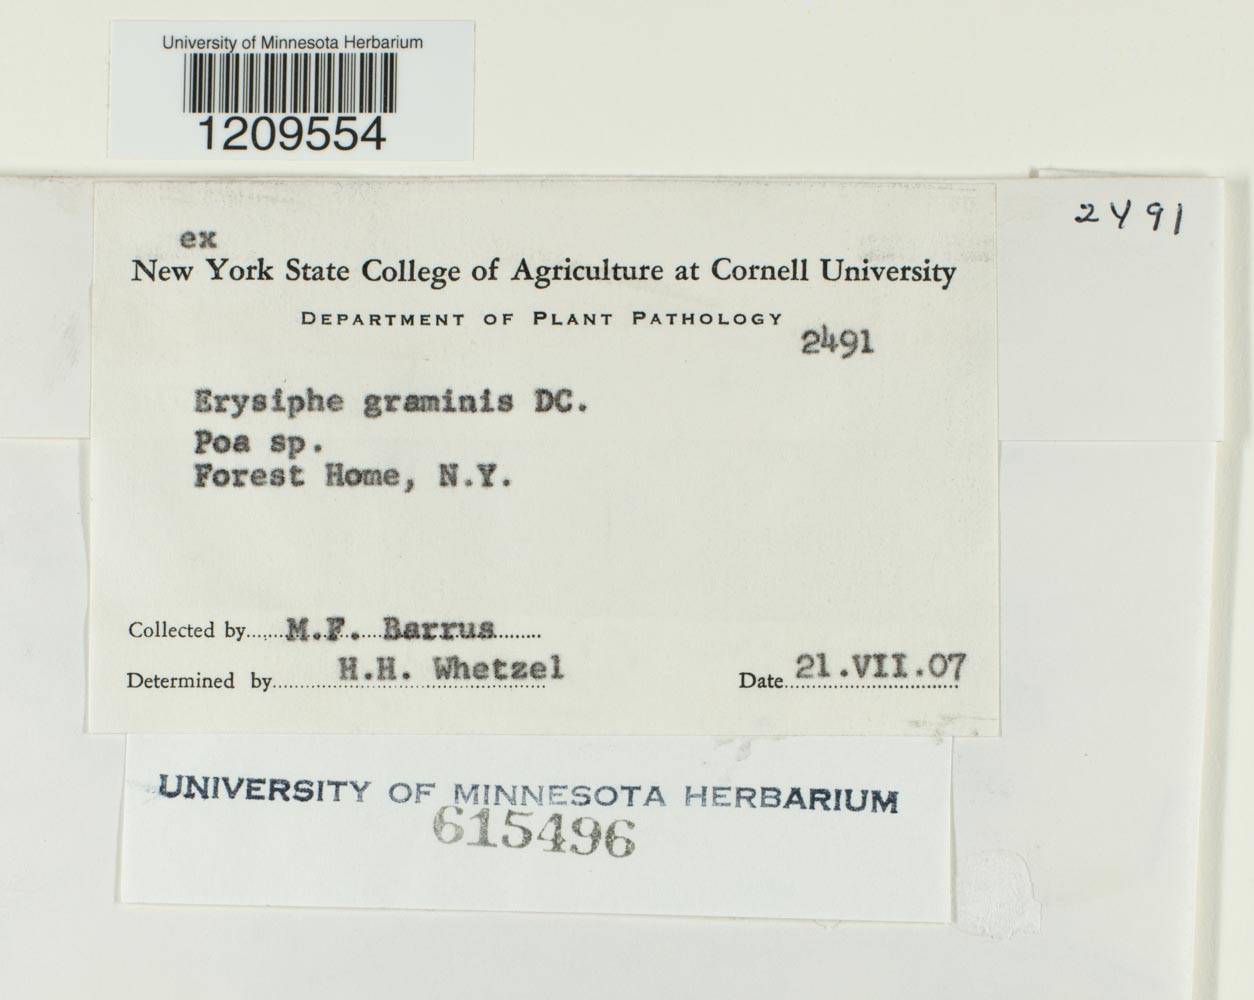 University of Minnesota Herbarium
1209554
2491
ex
New York State College of Agriculture at Cornell University
DEPARTMENT OF PLANT PATHOLOGY
2491
Erysiphe graminis DC.
Poa sp.
Forest Home, N.Y.
Collected by M.F. Barrus
Determined by H.H. Whetzel Date 21.VII.07
UNIVERSITY OF MINNESOTA HERBARIUM
615496